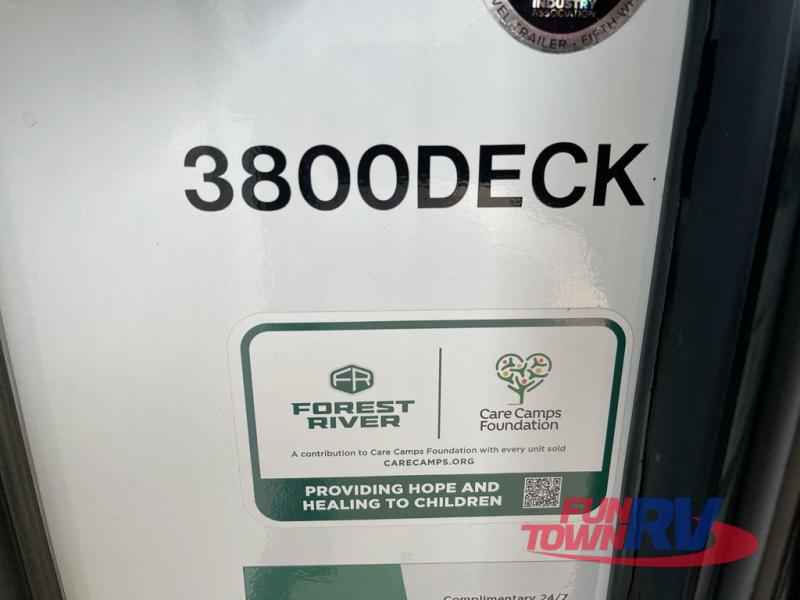 INDUSTRY
ASSOCIATION
TRAILER • FIFTH
3800DECK
FR
FOREST
RIVER
Care Camps
Foundation
A contribution to Care Camps Foundation with every unit sold
CARECAMPS.ORG
PROVIDING HOPE AND
HEALING TO CHILDREN
FUN
TOWN RV
Complimentary 24/7